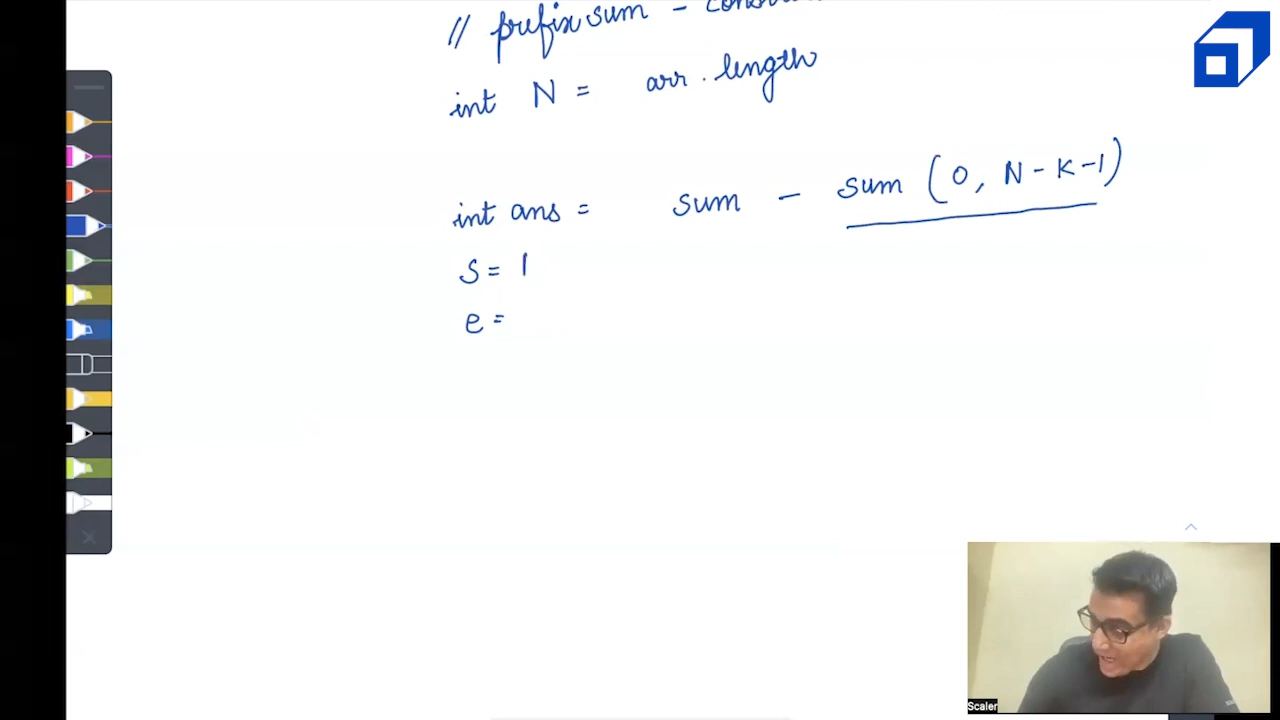 // prefix sum -
int N = arr.length
int ans = sum - sum (0, N-K-1)
S = 1
e =
Scaler